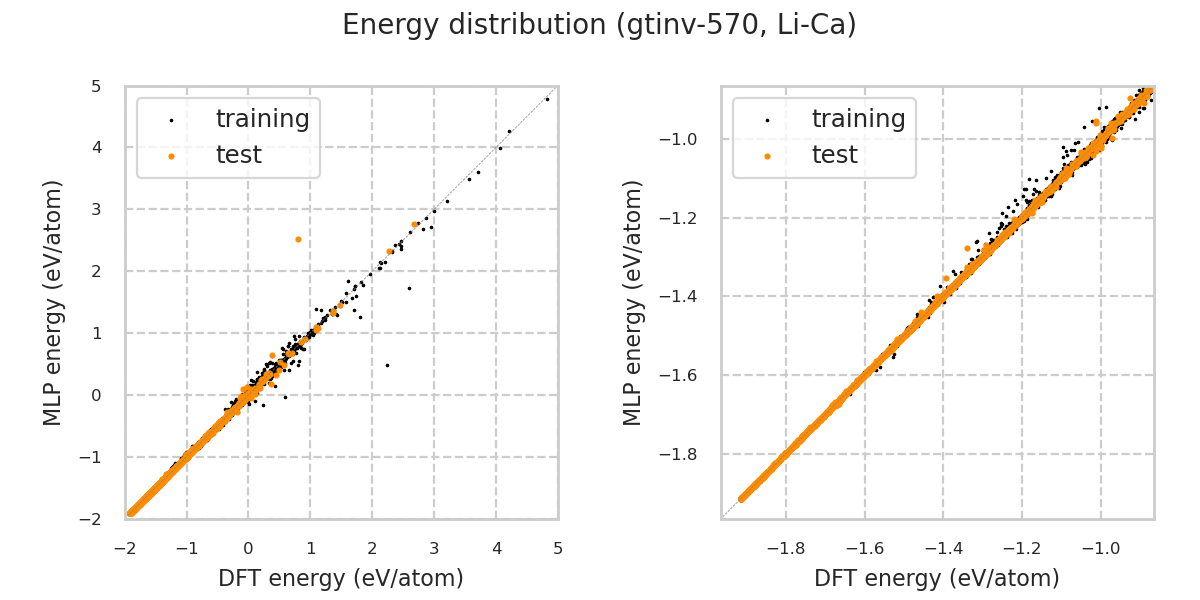 Energy distribution (gtinv-570, Li-Ca)
training
test
5
4
3
2
1
0
−1
−2
−2
−1
0
1
2
3
4
5
MLP energy (eV/atom)
DFT energy (eV/atom)
training
test
−1.0
−1.2
−1.4
−1.6
−1.8
−1.8
−1.6
−1.4
−1.2
−1.0
MLP energy (eV/atom)
DFT energy (eV/atom)